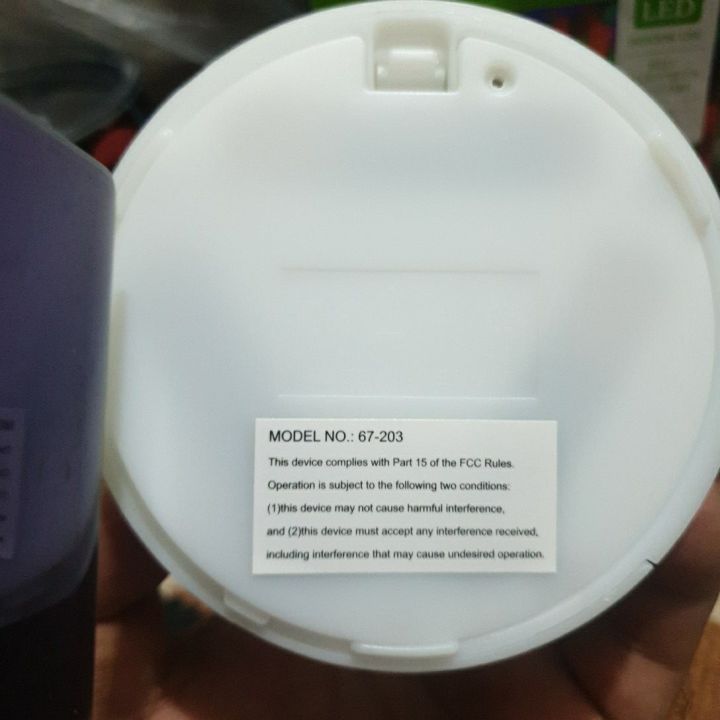 LED
MODEL NO.: 67-203
This device complies with Part 15 of the FCC Rules.
Operation is subject to the following two conditions:
(1)this device may not cause harmful interference,
and (2)this device must accept any interference received,
including interference that may cause undesired operation.